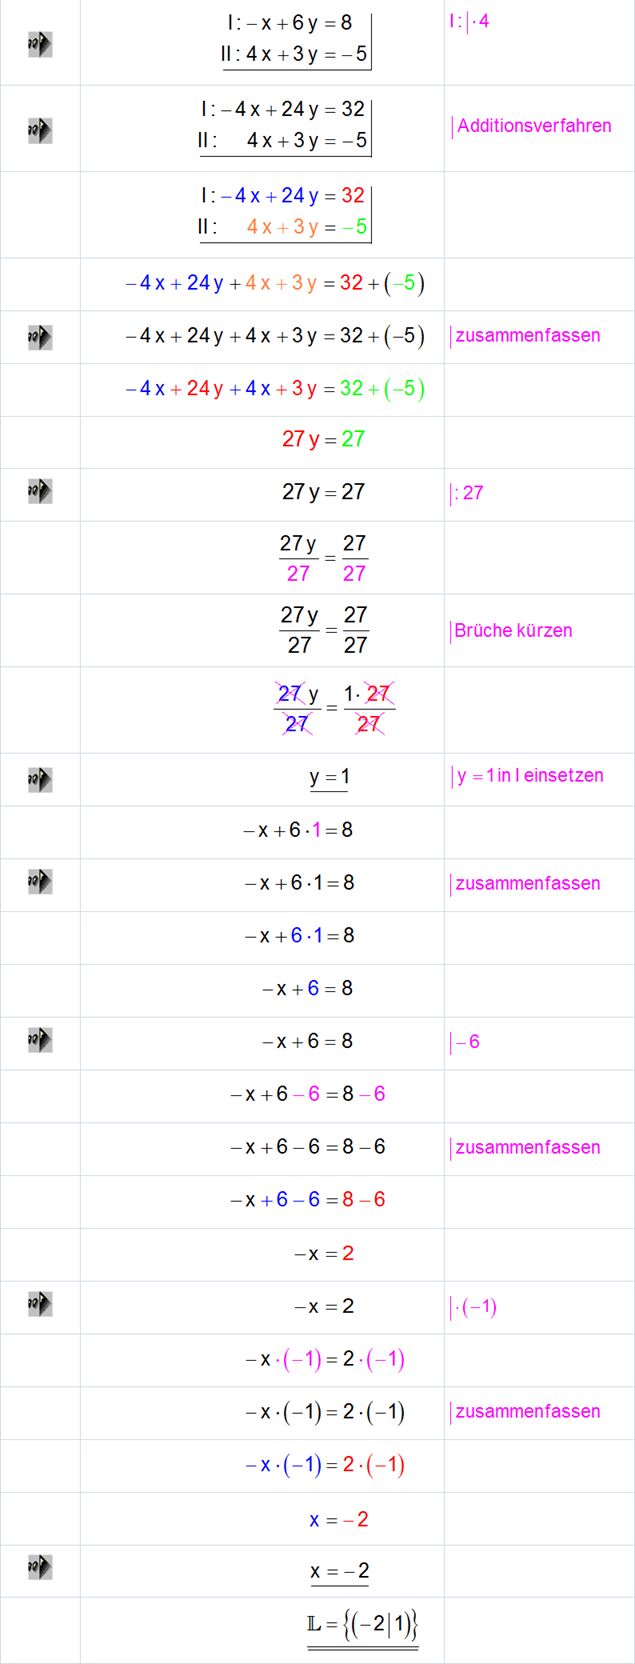 I: −x + 6y = 8 I: | · 4
II: 4x + 3y = −5
I: −4x + 24y = 32
II: 4x + 3y = −5 | Additionsverfahren
I: −4x + 24y = 32
II: 4x + 3y = −5
−4x + 24y + 4x + 3y = 32 + (−5)
−4x + 24y + 4x + 3y = 32 + (−5) | zusammenfassen
−4x + 24y + 4x + 3y = 32 + (−5)
27y = 27
27y = 27 | : 27
27y/27 = 27/27
27y/27 = 27/27 | Brüche kürzen
27y/27 = 1 · 27/27
y = 1 | y = 1 in I einsetzen
−x + 6 · 1 = 8
−x + 6 · 1 = 8 | zusammenfassen
−x + 6 · 1 = 8
−x + 6 = 8
−x + 6 = 8 | − 6
−x + 6 − 6 = 8 − 6
−x + 6 − 6 = 8 − 6 | zusammenfassen
−x + 6 − 6 = 8 − 6
−x = 2
−x = 2 | · (−1)
−x · (−1) = 2 · (−1)
−x · (−1) = 2 · (−1) | zusammenfassen
−x · (−1) = 2 · (−1)
x = −2
x = −2
𝕃 = {(−2|1)}